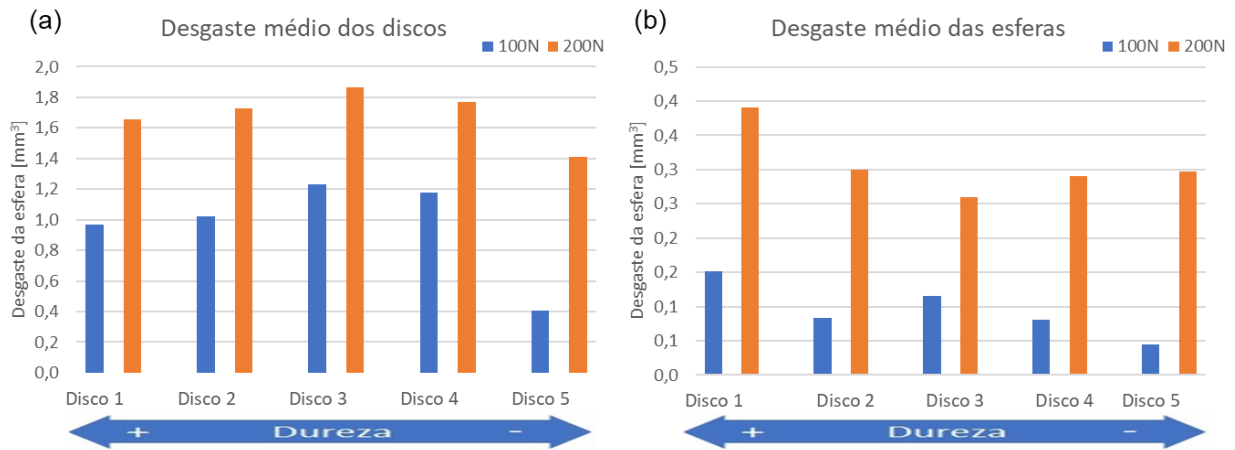 (a)
Desgaste médio dos discos
100N 200N
Desgaste da esfera [mm³]
2,0
1,8
1,6
1,4
1,2
1,0
0,8
0,6
0,4
0,2
0,0
Disco 1 Disco 2 Disco 3 Disco 4 Disco 5
+ Dureza -
(b)
Desgaste médio das esferas
100N 200N
Desgaste da esfera [mm³]
0,5
0,4
0,4
0,3
0,3
0,2
0,2
0,1
0,1
0,0
Disco 1 Disco 2 Disco 3 Disco 4 Disco 5
+ Dureza -